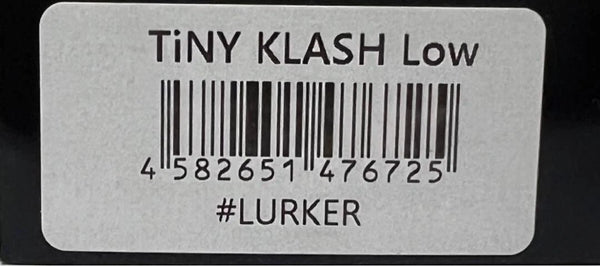 TiNY KLASH Low
4 582651 476725
#LURKER